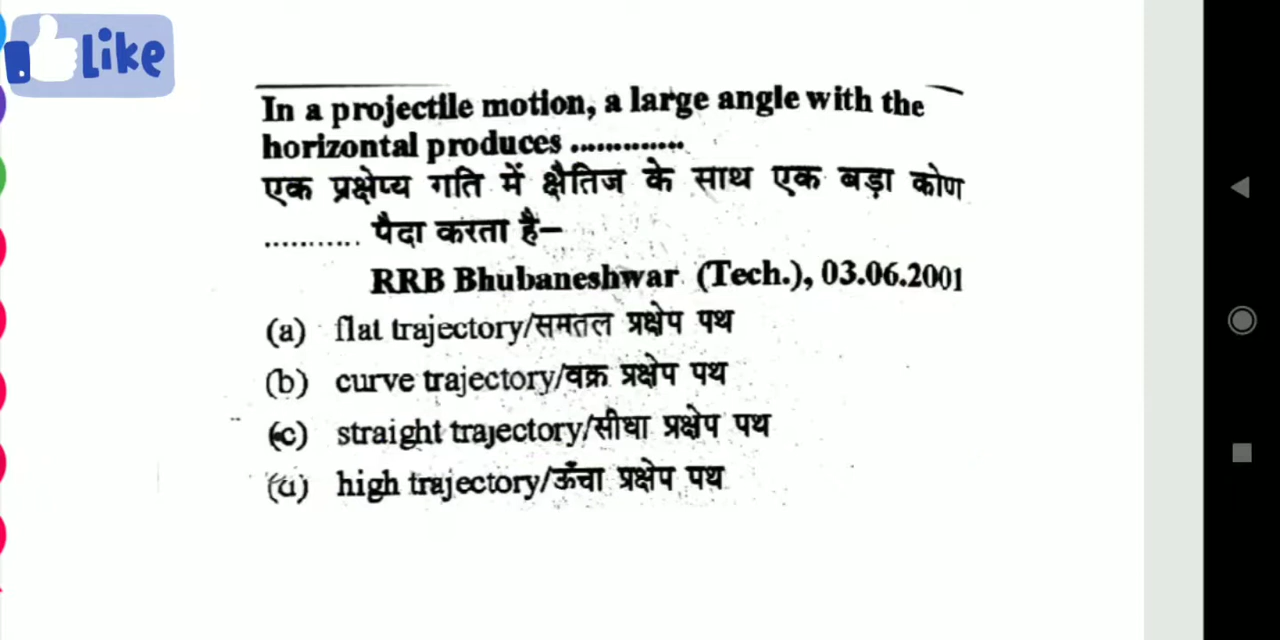 Like
In a projectile motion, a large angle with the
horizontal produces .............
एक प्रक्षेप्य गति में क्षैतिज के साथ एक बड़ा कोण
........... पैदा करता है–
RRB Bhubaneshwar (Tech.), 03.06.2001
(a) flat trajectory/समतल प्रक्षेप पथ
(b) curve trajectory/वक्र प्रक्षेप पथ
(c) straight trajectory/सीधा प्रक्षेप पथ
(d) high trajectory/ऊँचा प्रक्षेप पथ